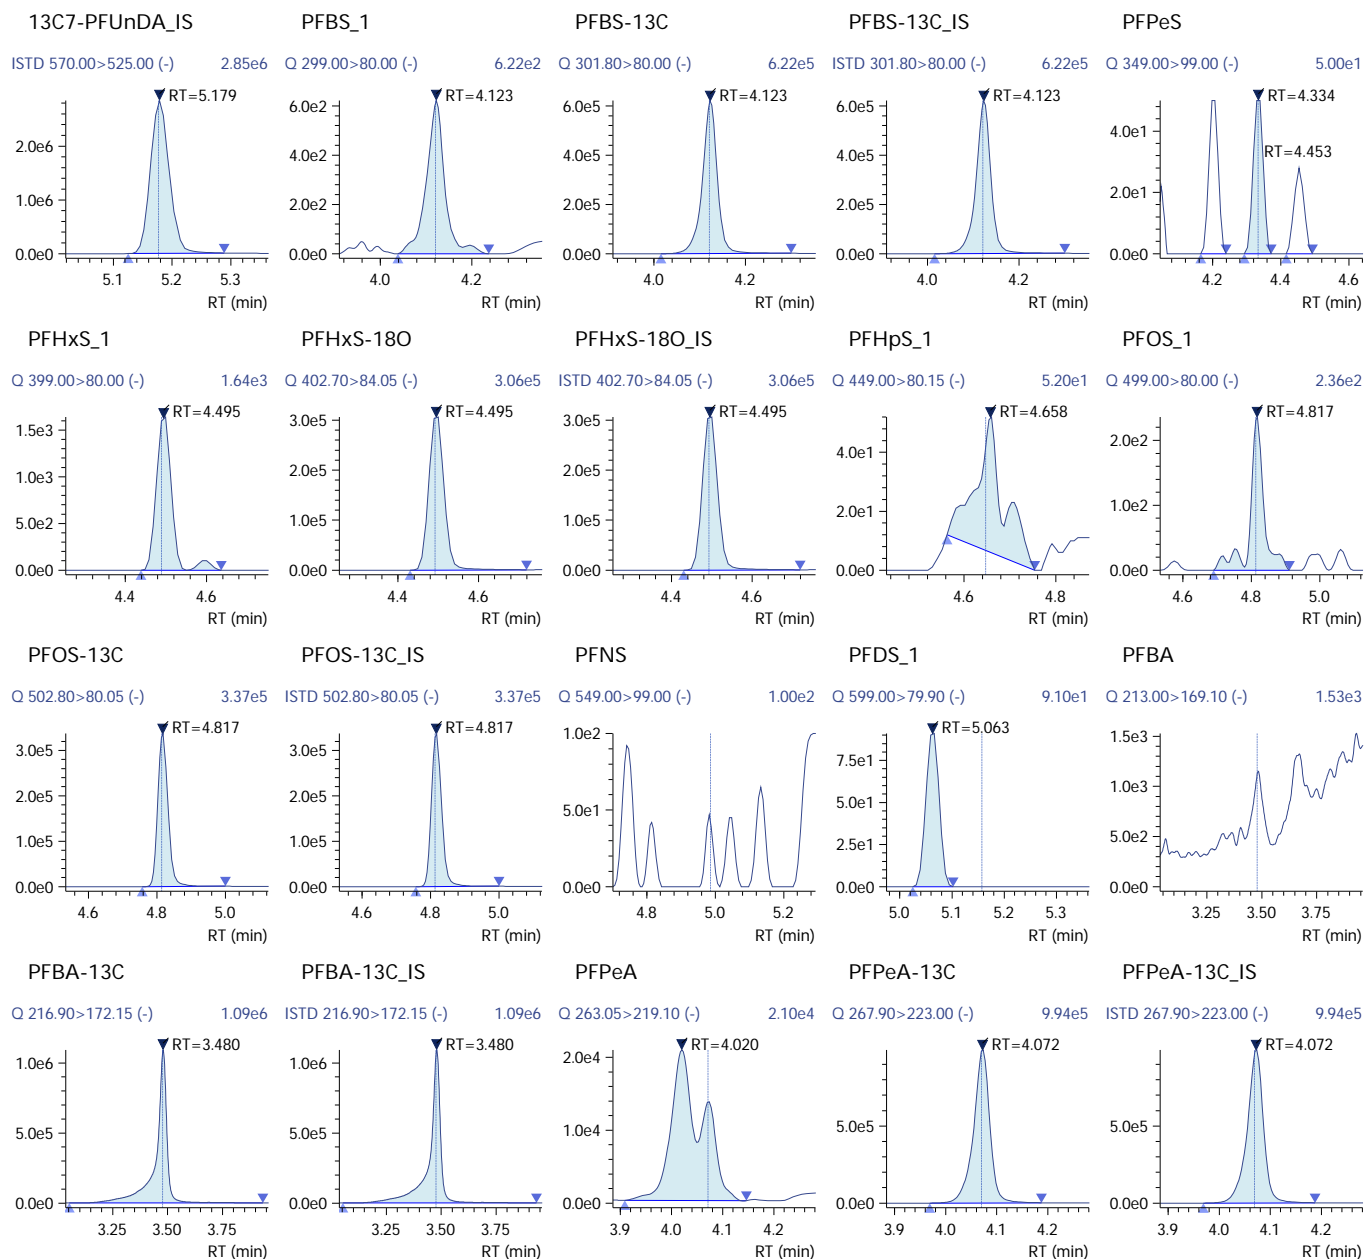 13C7-PFUnDA_IS PFBS_1 PFBS-13C PFBS-13C_IS PFPeS
ISTD 570.00>525.00 (-) 2.85e6 Q 299.00>80.00 (-) 6.22e2 Q 301.80>80.00 (-) 6.22e5 ISTD 301.80>80.00 (-) 6.22e5 Q 349.00>99.00 (-) 5.00e1
RT=5.179 RT=4.123 RT=4.123 RT=4.123 RT=4.334
6.0e2 6.0e5 6.0e5
2.0e6 4.0e2 4.0e5 4.0e5 4.0e1
RT=4.453
1.0e6 2.0e2 2.0e5 2.0e5 2.0e1
0.0e0 0.0e0 0.0e0 0.0e0 0.0e0
5.1 5.2 5.3 4.0 4.2 4.0 4.2 4.0 4.2 4.2 4.4 4.6
RT (min) RT (min) RT (min) RT (min) RT (min)
PFHxS_1 PFHxS-18O PFHxS-18O_IS PFHpS_1 PFOS_1
Q 399.00>80.00 (-) 1.64e3 Q 402.70>84.05 (-) 3.06e5 ISTD 402.70>84.05 (-) 3.06e5 Q 449.00>80.15 (-) 5.20e1 Q 499.00>80.00 (-) 2.36e2
RT=4.495 RT=4.495 RT=4.495 RT=4.658 RT=4.817
1.5e3 3.0e5 3.0e5 4.0e1 2.0e2
1.0e3 2.0e5 2.0e5 2.0e1 1.0e2
5.0e2 1.0e5 1.0e5
0.0e0 0.0e0 0.0e0 0.0e0 0.0e0
4.4 4.6 4.4 4.6 4.4 4.6 4.6 4.8 4.6 4.8 5.0
RT (min) RT (min) RT (min) RT (min) RT (min)
PFOS-13C PFOS-13C_IS PFNS PFDS_1 PFBA
Q 502.80>80.05 (-) 3.37e5 ISTD 502.80>80.05 (-) 3.37e5 Q 549.00>99.00 (-) 1.00e2 Q 599.00>79.90 (-) 9.10e1 Q 213.00>169.10 (-) 1.53e3
RT=4.817 RT=4.817 RT=5.063
3.0e5 3.0e5 1.0e2 7.5e1 1.5e3
2.0e5 2.0e5 5.0e1 5.0e1 1.0e3
1.0e5 1.0e5 2.5e1 5.0e2
0.0e0 0.0e0 0.0e0 0.0e0 0.0e0
4.6 4.8 5.0 4.6 4.8 5.0 4.8 5.0 5.2 5.0 5.1 5.2 5.3 3.25 3.50 3.75
RT (min) RT (min) RT (min) RT (min) RT (min)
PFBA-13C PFBA-13C_IS PFPeA PFPeA-13C PFPeA-13C_IS
Q 216.90>172.15 (-) 1.09e6 ISTD 216.90>172.15 (-) 1.09e6 Q 263.05>219.10 (-) 2.10e4 Q 267.90>223.00 (-) 9.94e5 ISTD 267.90>223.00 (-) 9.94e5
RT=3.480 RT=3.480 RT=4.020 RT=4.072 RT=4.072
1.0e6 1.0e6 2.0e4
5.0e5 5.0e5 1.0e4 5.0e5 5.0e5
0.0e0 0.0e0 0.0e0 0.0e0 0.0e0
3.25 3.50 3.75 3.25 3.50 3.75 3.9 4.0 4.1 4.2 3.9 4.0 4.1 4.2 3.9 4.0 4.1 4.2
RT (min) RT (min) RT (min) RT (min) RT (min)